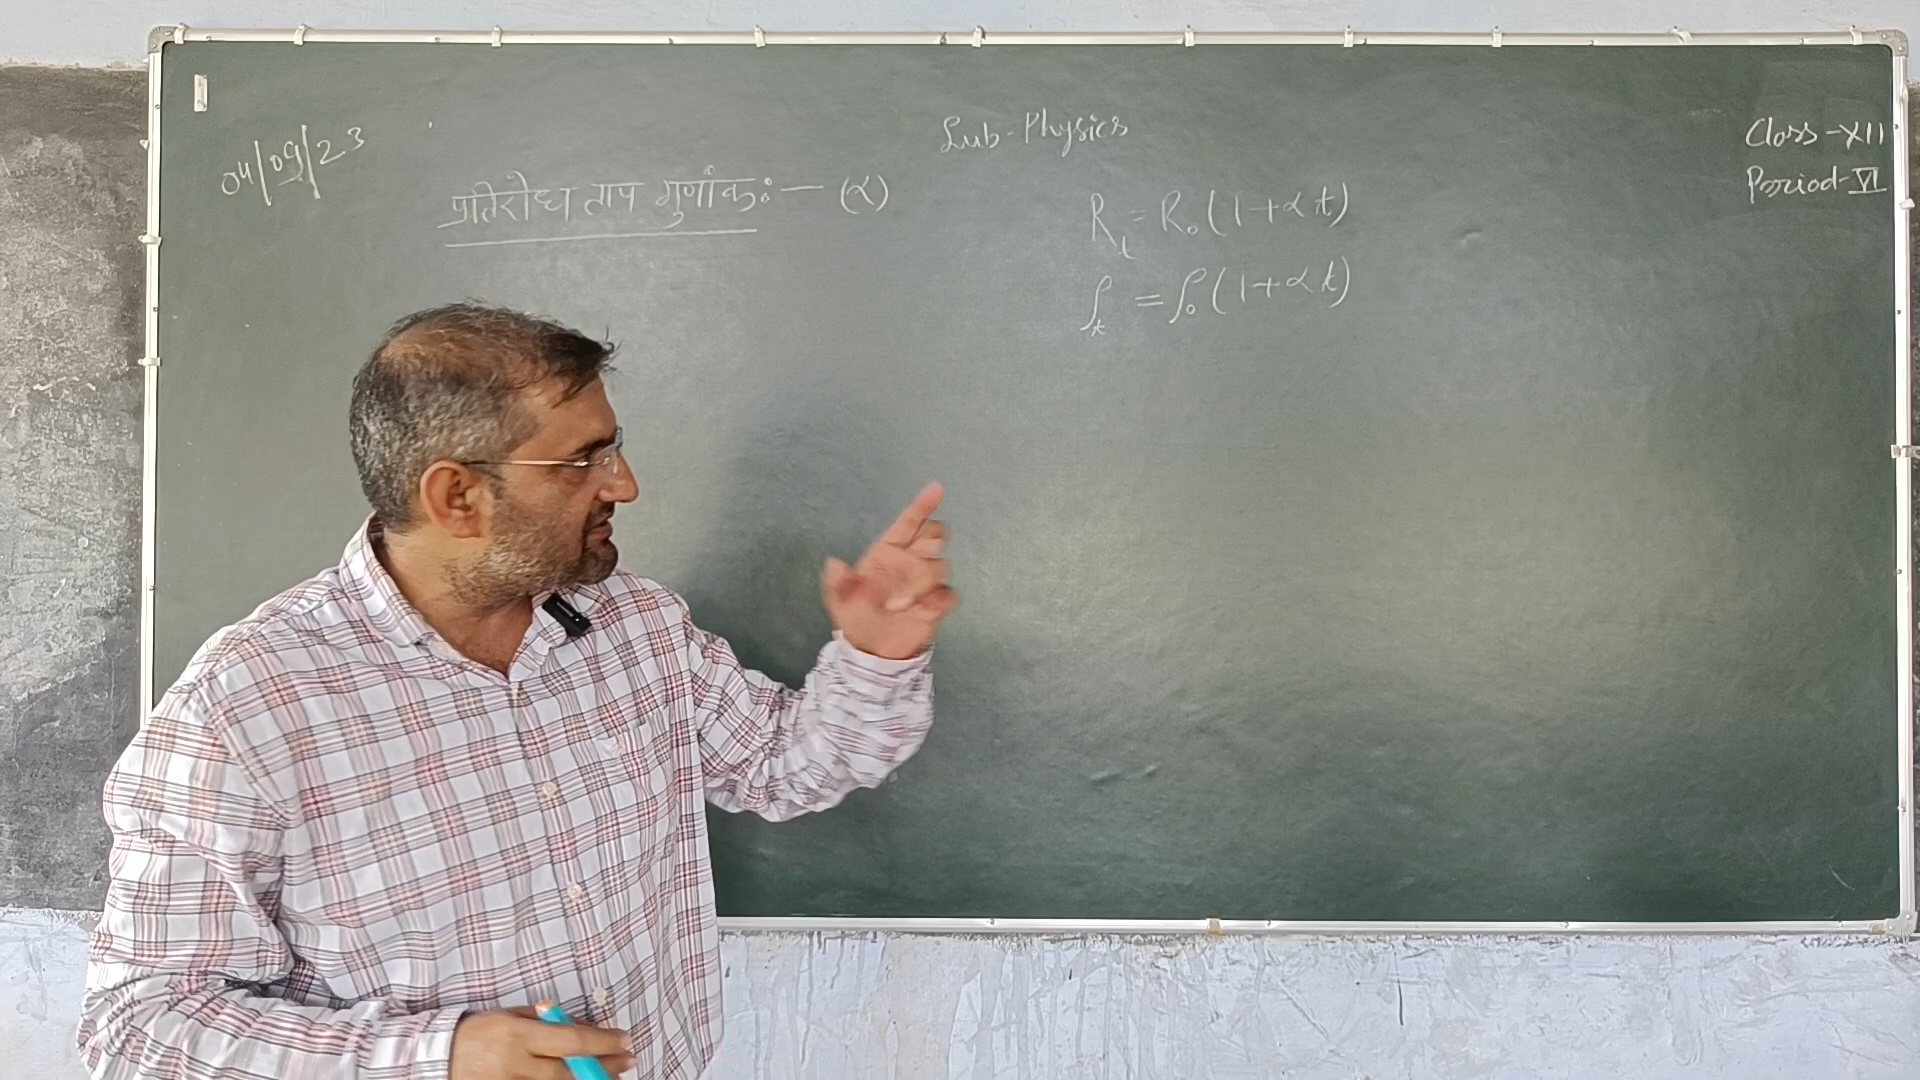 04/09/23
Sub-Physics
Class-XII
Period-VI
प्रतिरोध ताप गुणांक:— (α)
Rt = R₀(1+αt)
ρt = ρ₀(1+αt)